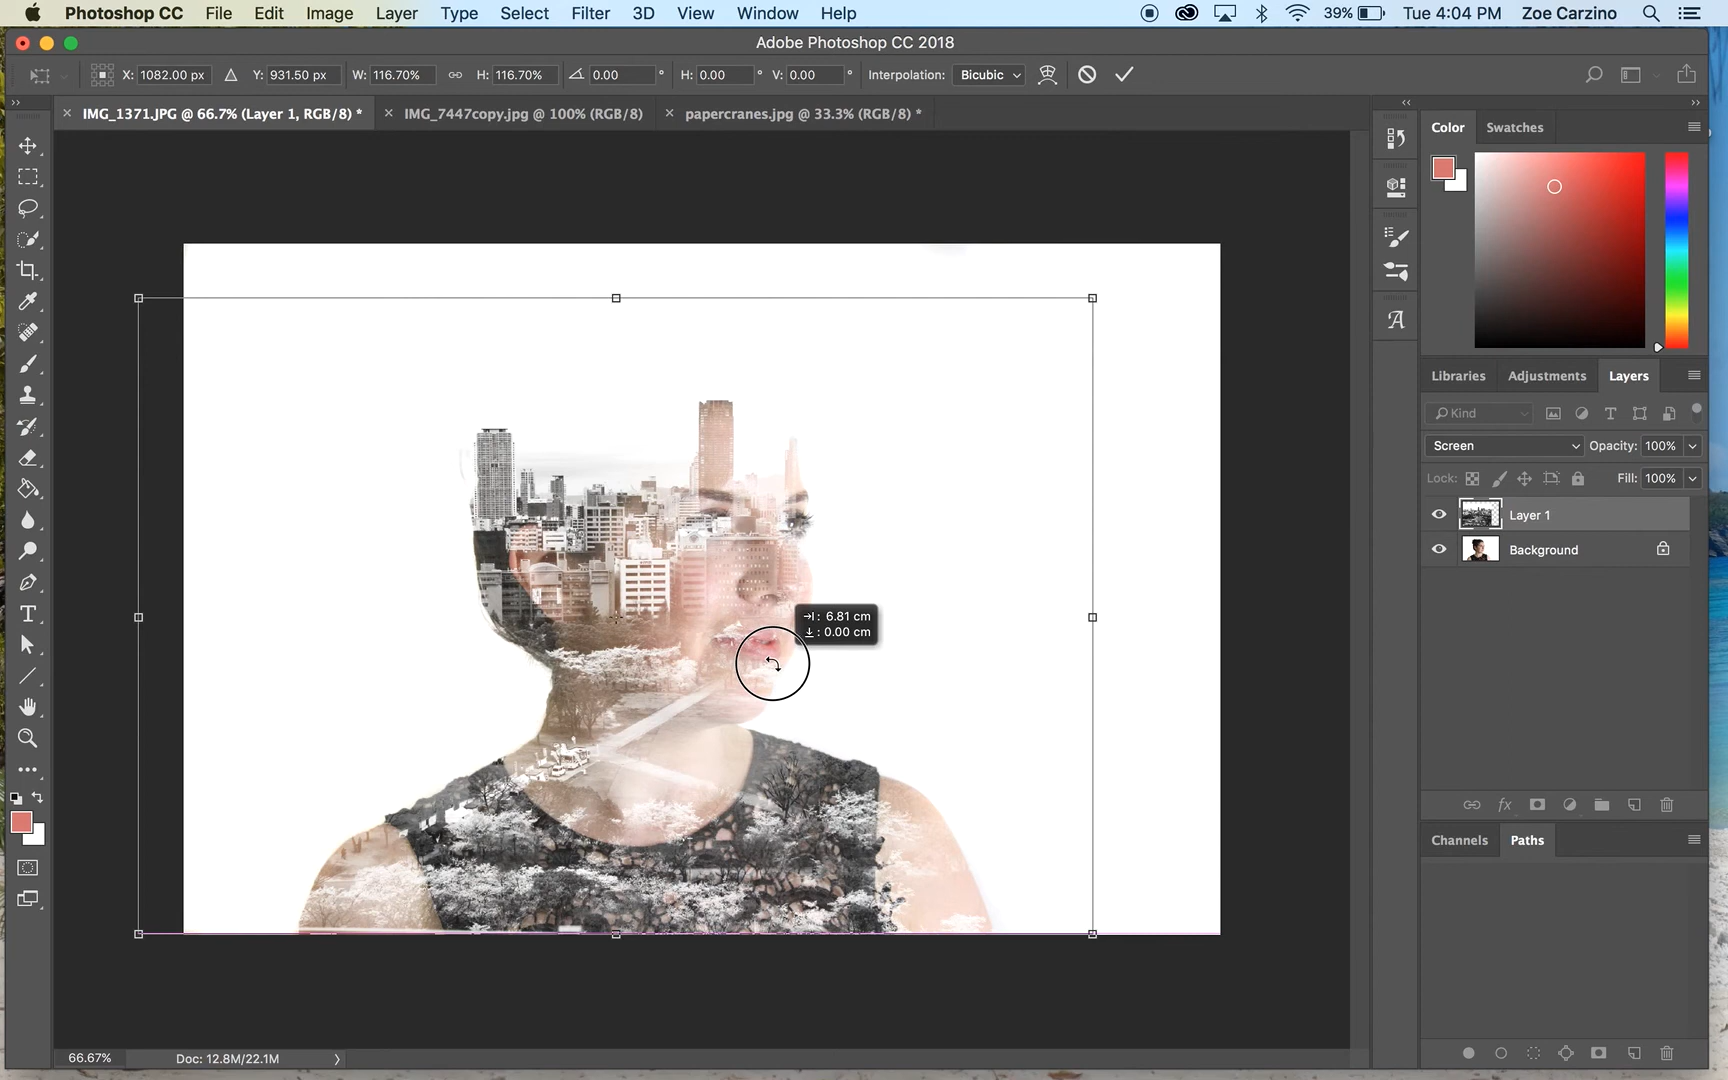 Photoshop CC File Edit Image Layer Type Select Filter 3D View Window Help 39% Tue 4:04 PM Zoe Carzino
Adobe Photoshop CC 2018
X: 1082.00 px Y: 931.50 px W: 116.70% H: 116.70% 0.00 ° H: 0.00 ° V: 0.00 ° Interpolation: Bicubic
IMG_1371.JPG @ 66.7% (Layer 1, RGB/8) * IMG_7447copy.jpg @ 100% (RGB/8) papercranes.jpg @ 33.3% (RGB/8) *
Color Swatches
Libraries Adjustments Layers
Kind
Screen Opacity: 100%
Lock: Fill: 100%
Layer 1
Background
6.81 cm
0.00 cm
Channels Paths
66.67% Doc: 12.8M/22.1M